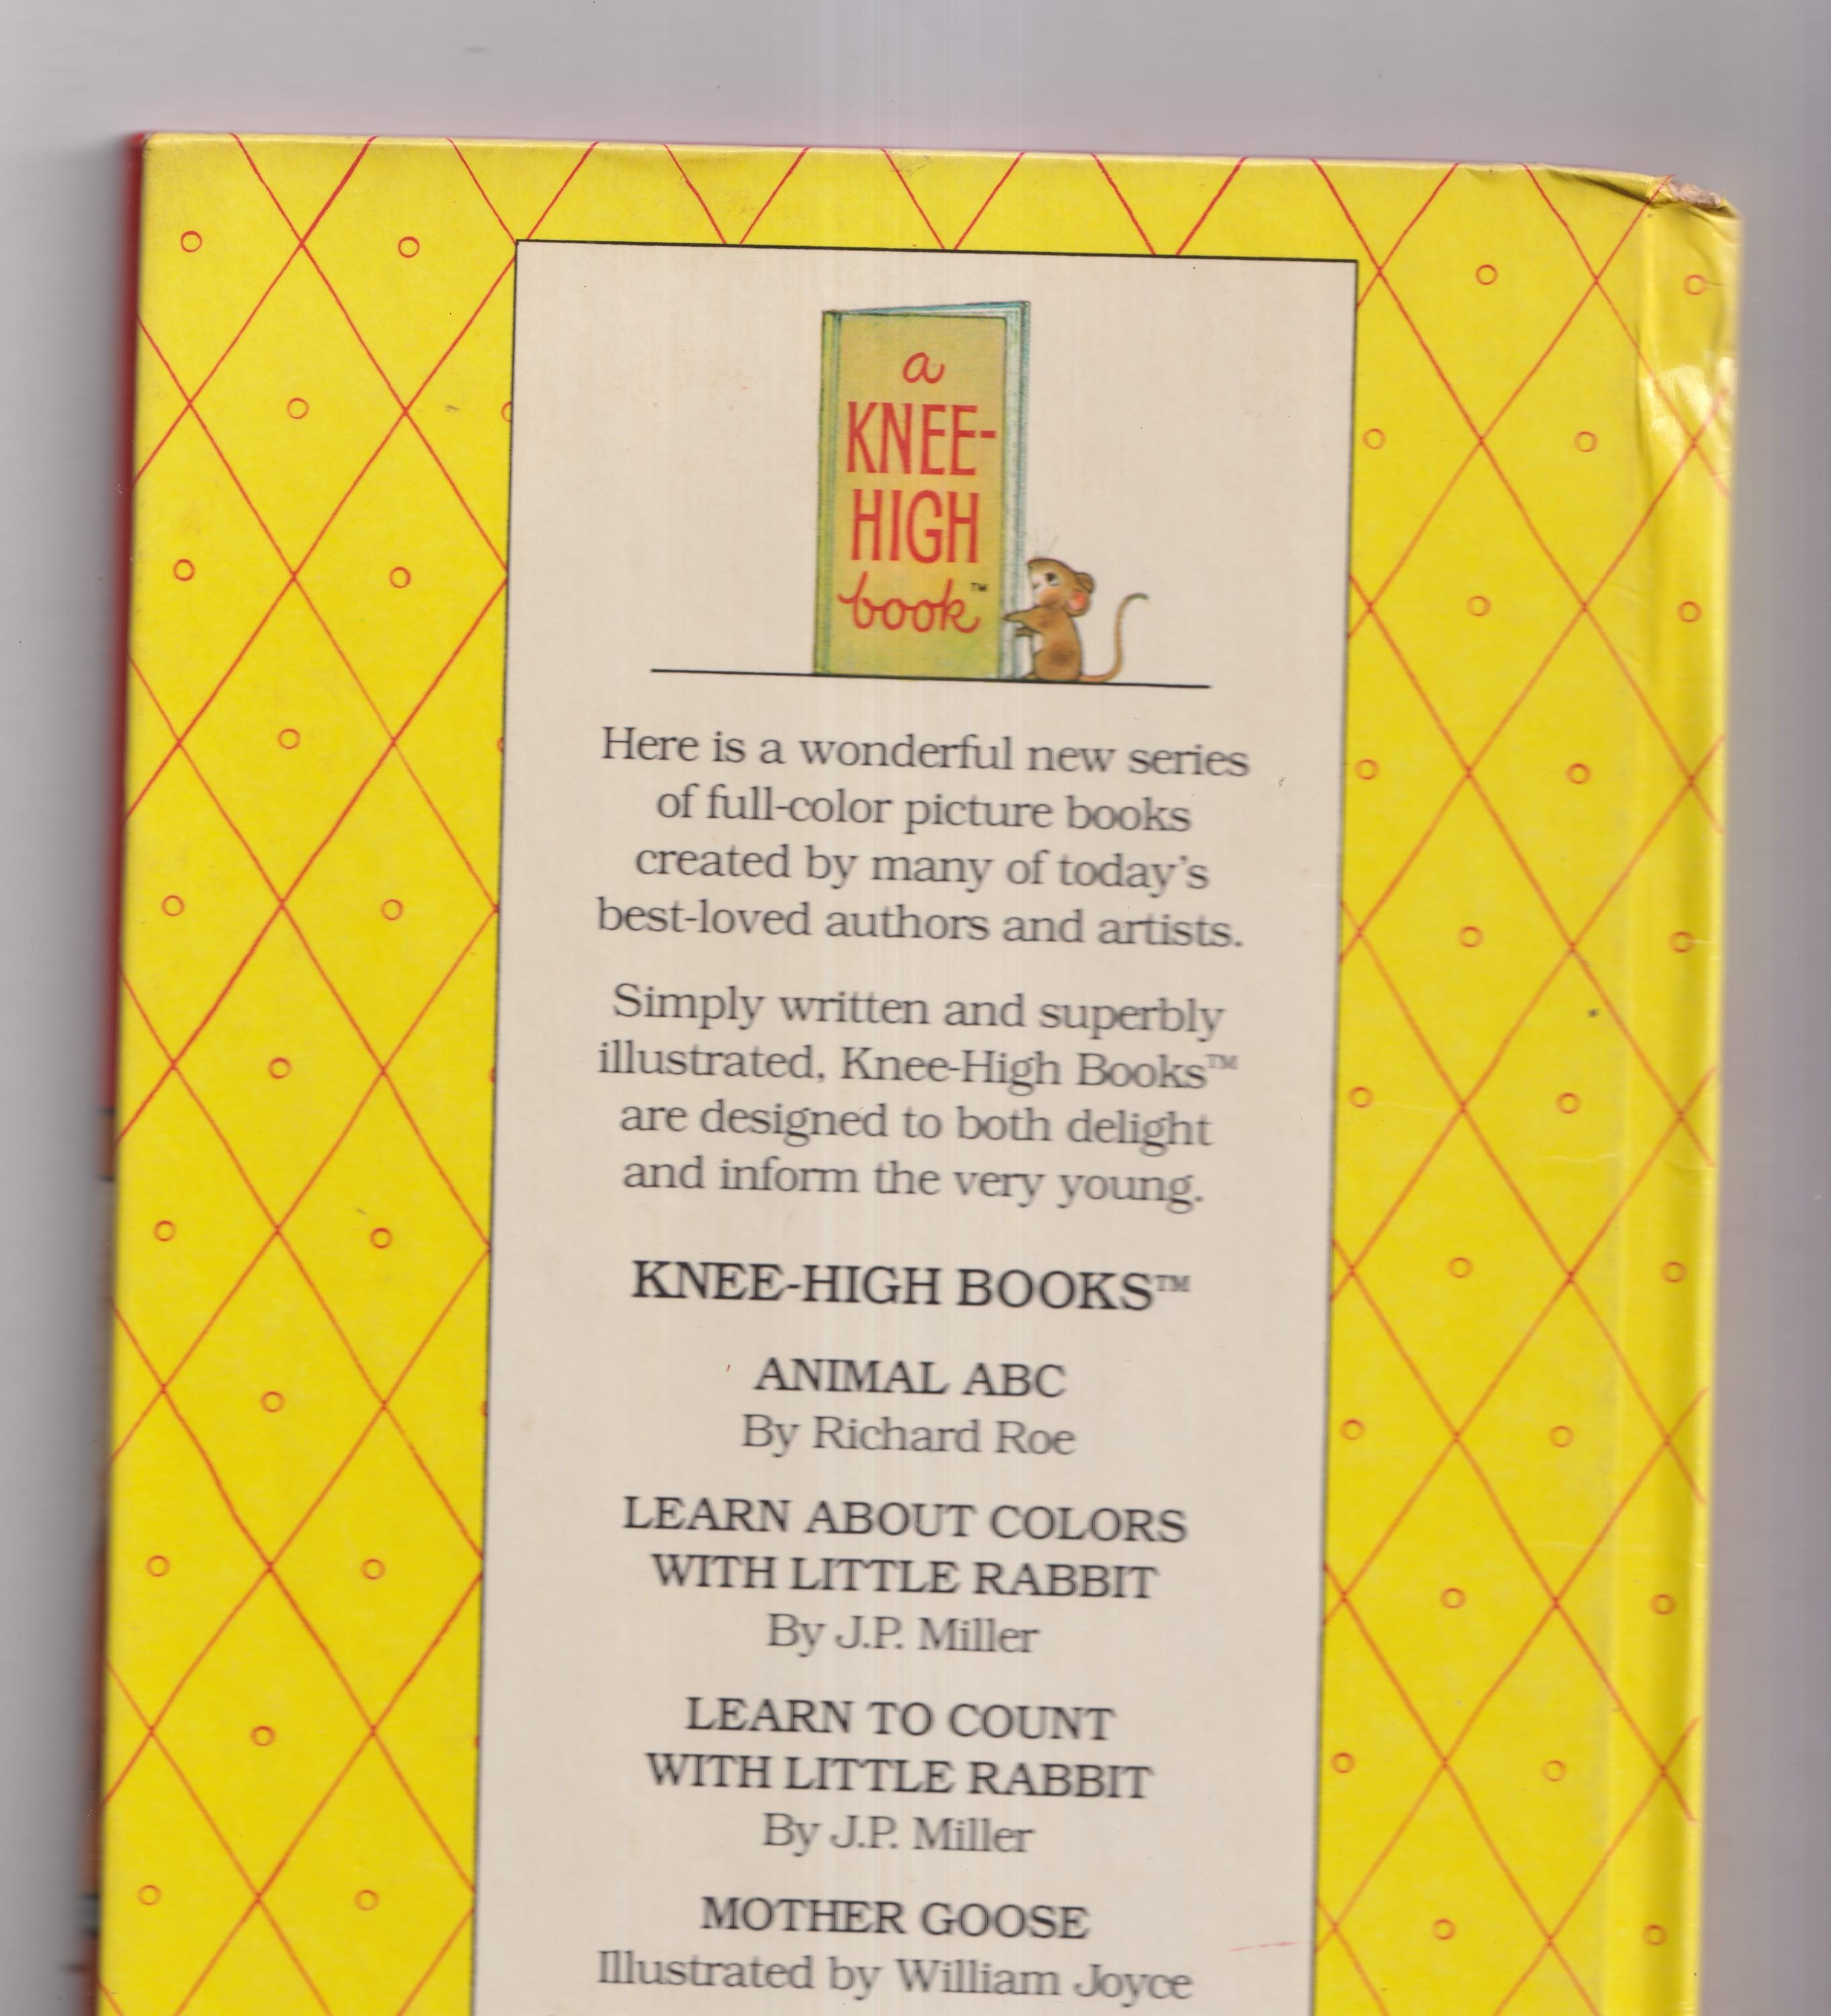 a
KNEE-
HIGH
book™
Here is a wonderful new series
of full-color picture books
created by many of today's
best-loved authors and artists.
Simply written and superbly
illustrated, Knee-High Books™
are designed to both delight
and inform the very young.
KNEE-HIGH BOOKS™
ANIMAL ABC
By Richard Roe
LEARN ABOUT COLORS
WITH LITTLE RABBIT
By J.P. Miller
LEARN TO COUNT
WITH LITTLE RABBIT
By J.P. Miller
MOTHER GOOSE
Illustrated by William Joyce